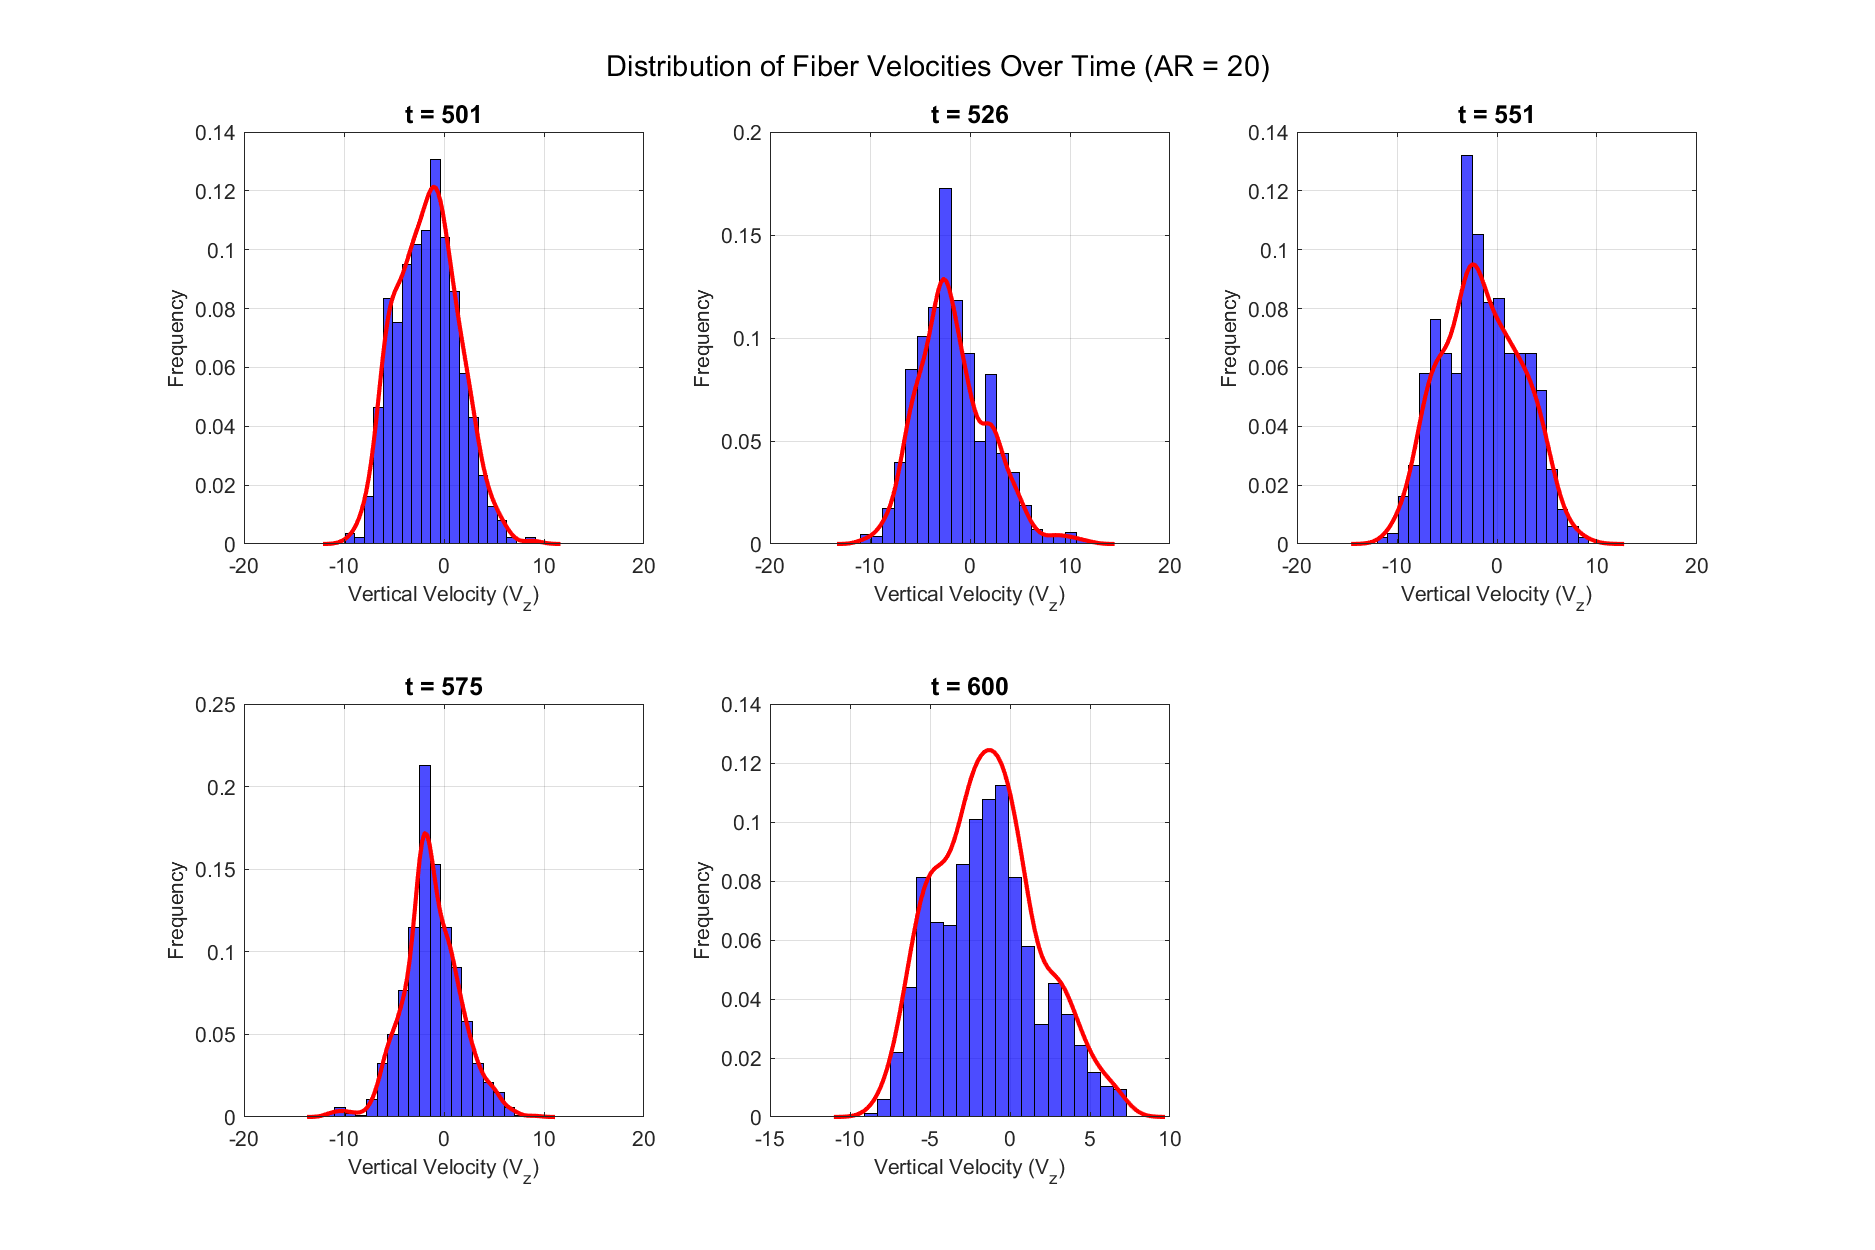 Distribution of Fiber Velocities Over Time (AR = 20)
t = 501
0.14
0.12
0.1
0.08
0.06
0.04
0.02
0
Frequency
-20 -10 0 10 20
Vertical Velocity (Vz)
t = 526
0.2
0.15
0.1
0.05
0
Frequency
-20 -10 0 10 20
Vertical Velocity (Vz)
t = 551
0.14
0.12
0.1
0.08
0.06
0.04
0.02
0
Frequency
-20 -10 0 10 20
Vertical Velocity (Vz)
t = 575
0.25
0.2
0.15
0.1
0.05
0
Frequency
-20 -10 0 10 20
Vertical Velocity (Vz)
t = 600
0.14
0.12
0.1
0.08
0.06
0.04
0.02
0
Frequency
-15 -10 -5 0 5 10
Vertical Velocity (Vz)